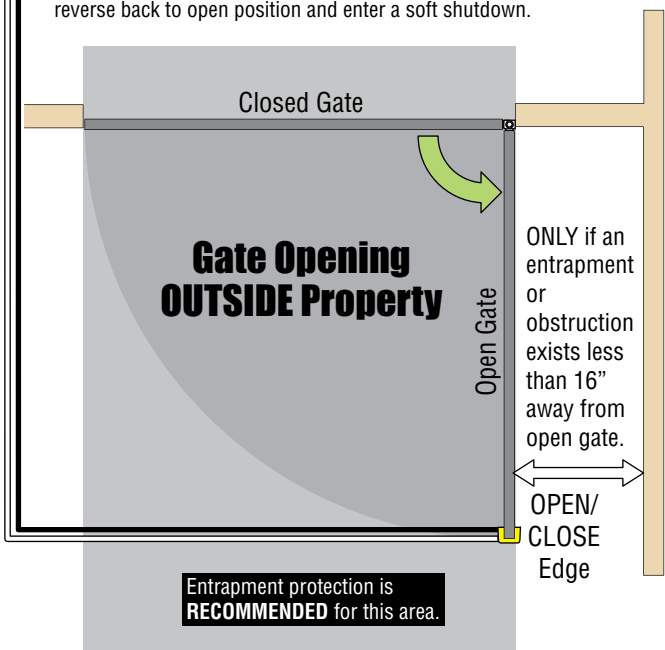 reverse back to open position and enter a soft shutdown.
Closed Gate
Gate Opening
OUTSIDE Property
Open Gate
ONLY if an
entrapment
or
obstruction
exists less
than 16”
away from
open gate.
OPEN/
CLOSE
Edge
Entrapment protection is
RECOMMENDED for this area.